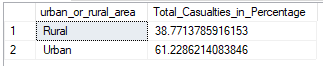 urban_or_rural_area Total_Casualties_in_Percentage
1 Rural 38.7713785916153
2 Urban 61.2286214083846